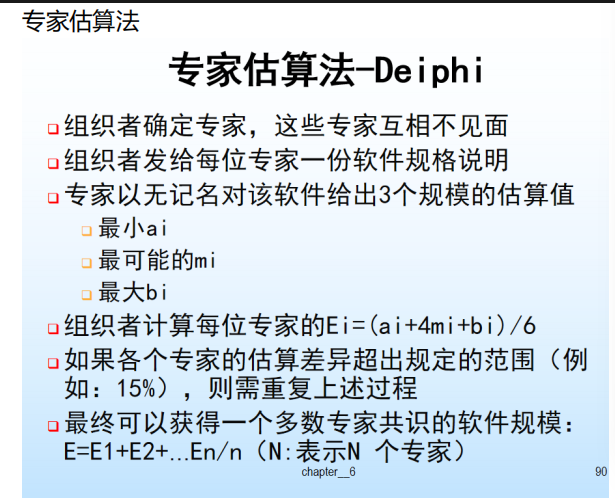 专家估算法
专家估算法-Deiphi
组织者确定专家，这些专家互相不见面
组织者发给每位专家一份软件规格说明
专家以无记名对该软件给出3个规模的估算值
最小ai
最可能的mi
最大bi
组织者计算每位专家的Ei=(ai+4mi+bi)/6
如果各个专家的估算差异超出规定的范围（例
如：15%），则需重复上述过程
最终可以获得一个多数专家共识的软件规模：
E=E1+E2+…En/n（N:表示N 个专家）
chapter__6
90